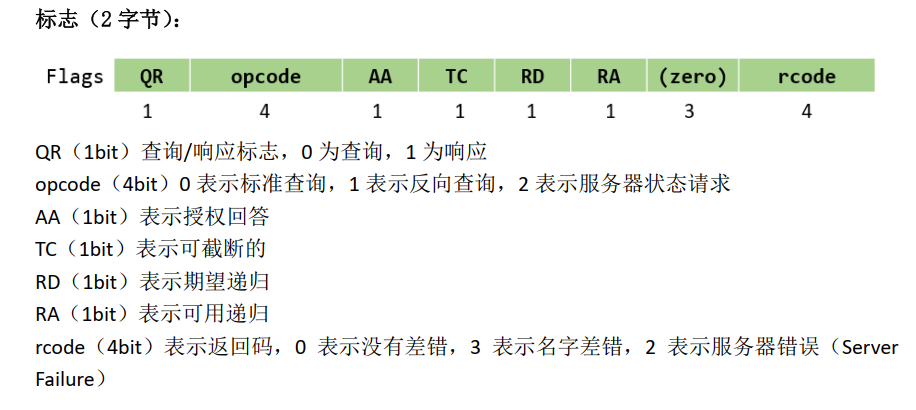 标志（2字节）：
Flags QR opcode AA TC RD RA (zero) rcode
1 4 1 1 1 1 3 4
QR（1bit）查询/响应标志，0 为查询，1 为响应
opcode（4bit）0 表示标准查询，1 表示反向查询，2 表示服务器状态请求
AA（1bit）表示授权回答
TC（1bit）表示可截断的
RD（1bit）表示期望递归
RA（1bit）表示可用递归
rcode（4bit）表示返回码，0 表示没有差错，3 表示名字差错，2 表示服务器错误（Server
Failure）